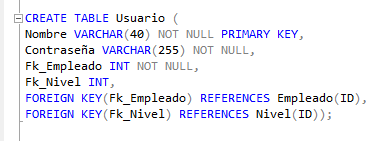 CREATE TABLE Usuario (
Nombre VARCHAR(40) NOT NULL PRIMARY KEY,
Contraseña VARCHAR(255) NOT NULL,
Fk_Empleado INT NOT NULL,
Fk_Nivel INT,
FOREIGN KEY(Fk_Empleado) REFERENCES Empleado(ID),
FOREIGN KEY(Fk_Nivel) REFERENCES Nivel(ID));